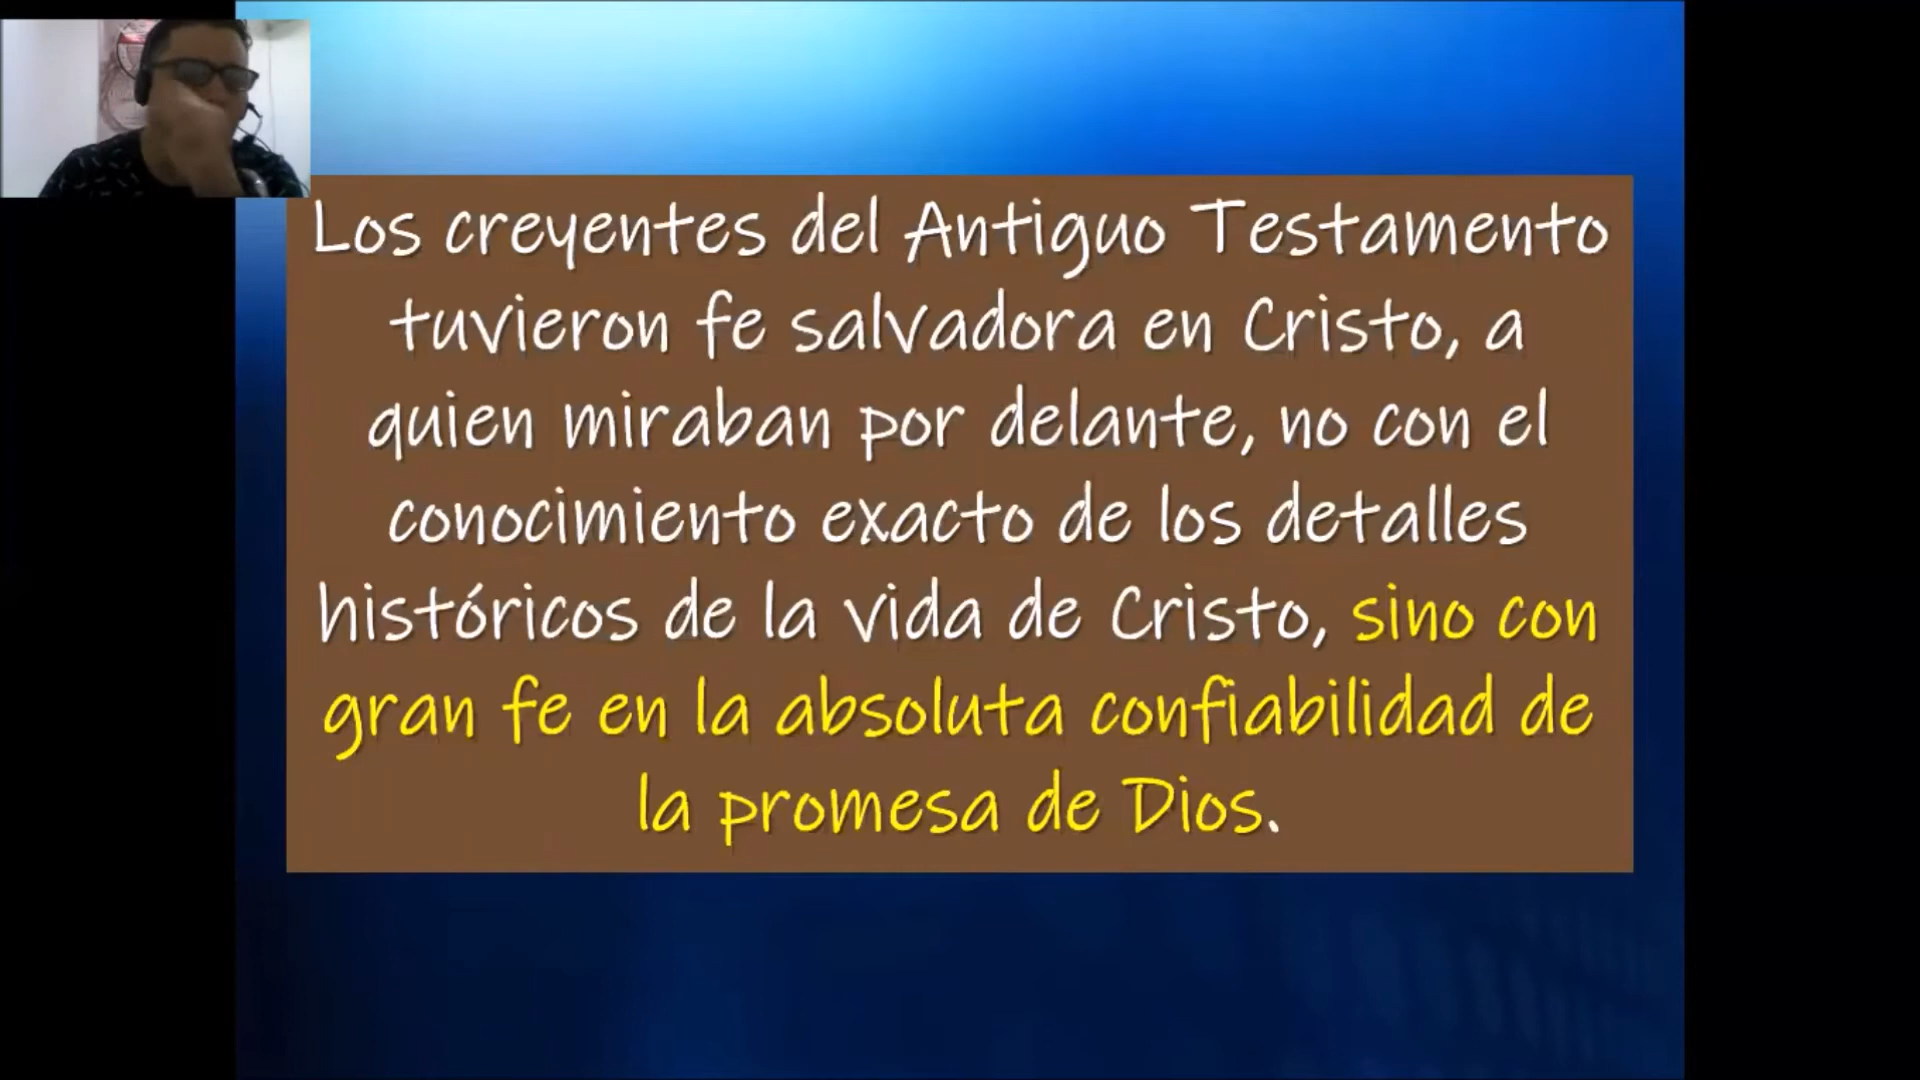 Los creyentes del Antiguo Testamento
tuvieron fe salvadora en Cristo, a
quien miraban por delante, no con el
conocimiento exacto de los detalles
históricos de la vida de Cristo, sino con
gran fe en la absoluta confiabilidad de
la promesa de Dios.